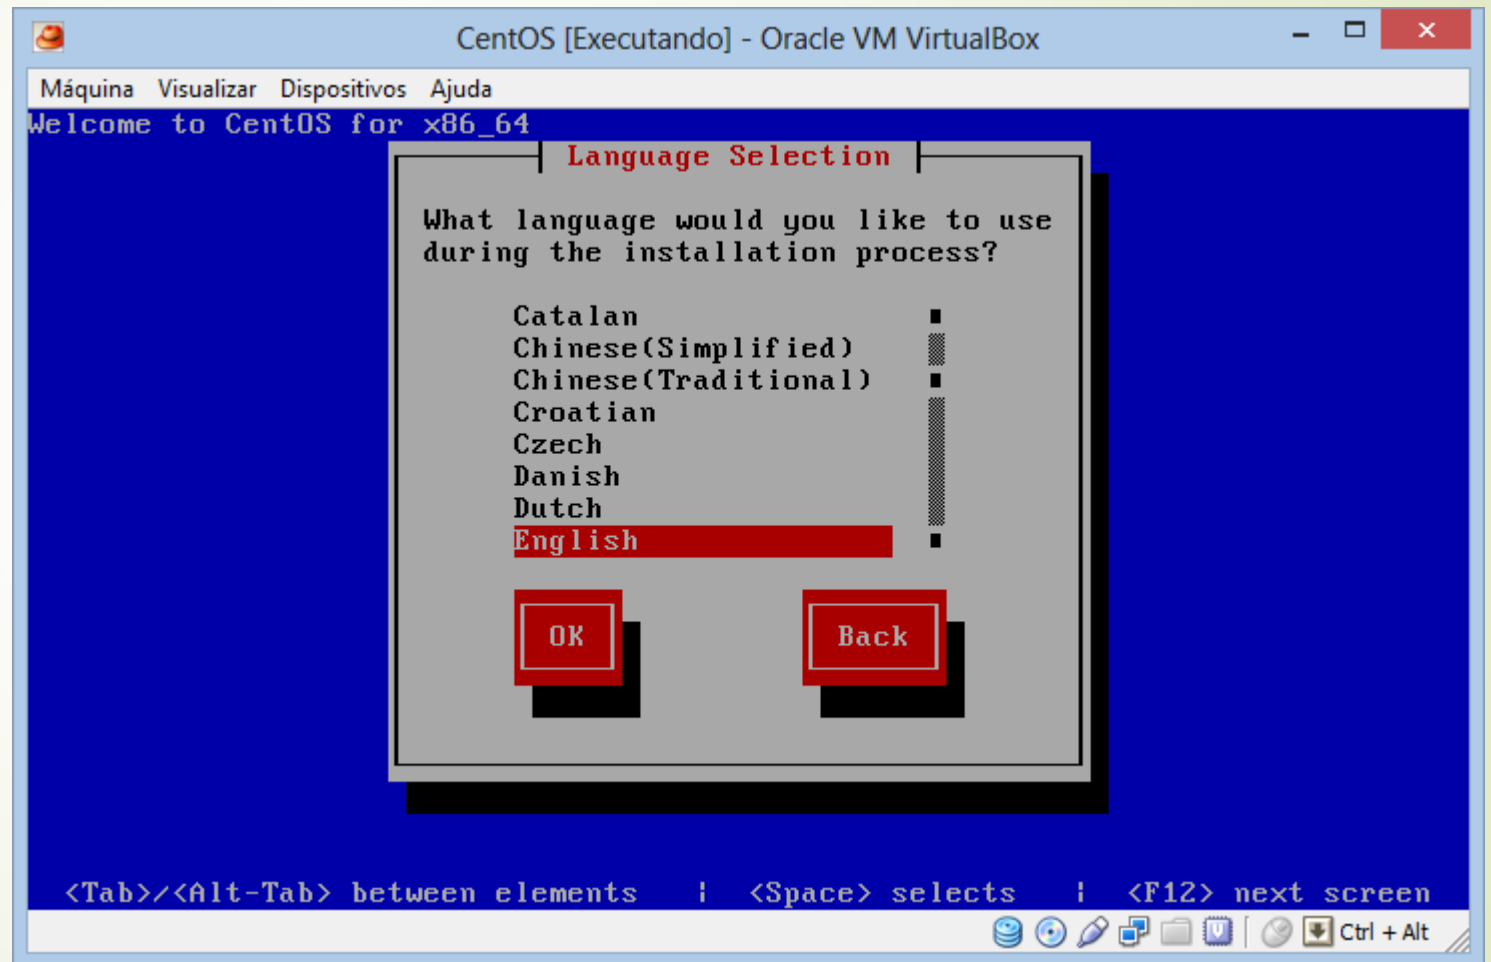 CentOS [Executando] - Oracle VM VirtualBox
Máquina Visualizar Dispositivos Ajuda
Welcome to CentOS for x86_64
Language Selection
What language would you like to use
during the installation process?
Catalan
Chinese(Simplified)
Chinese(Traditional)
Croatian
Czech
Danish
Dutch
English
OK Back
<Tab>/<Alt-Tab> between elements | <Space> selects | <F12> next screen
Ctrl + Alt